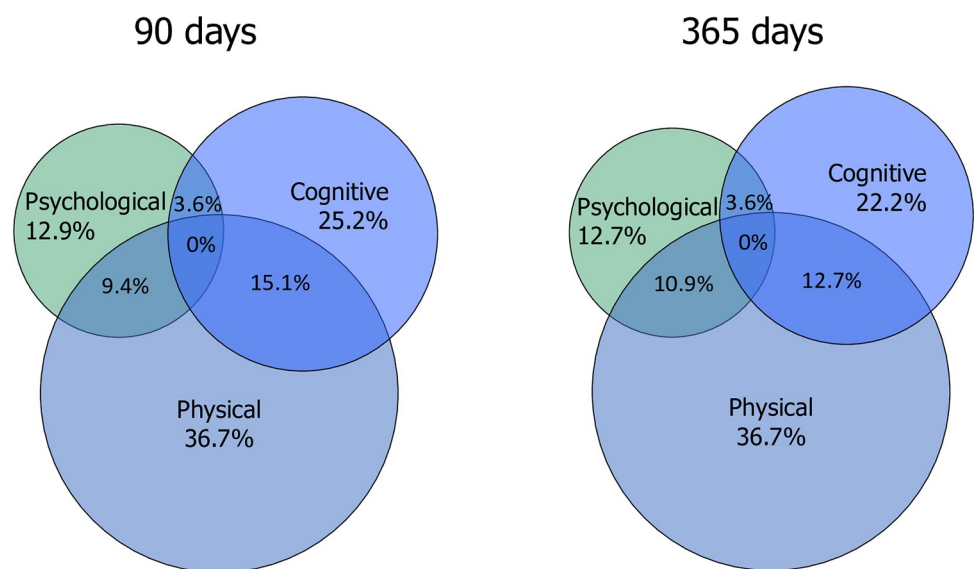 90 days
Psychological
12.9%
3.6%
Cognitive
25.2%
0%
9.4%
15.1%
Physical
36.7%
365 days
Psychological
12.7%
3.6%
Cognitive
22.2%
0%
10.9%
12.7%
Physical
36.7%